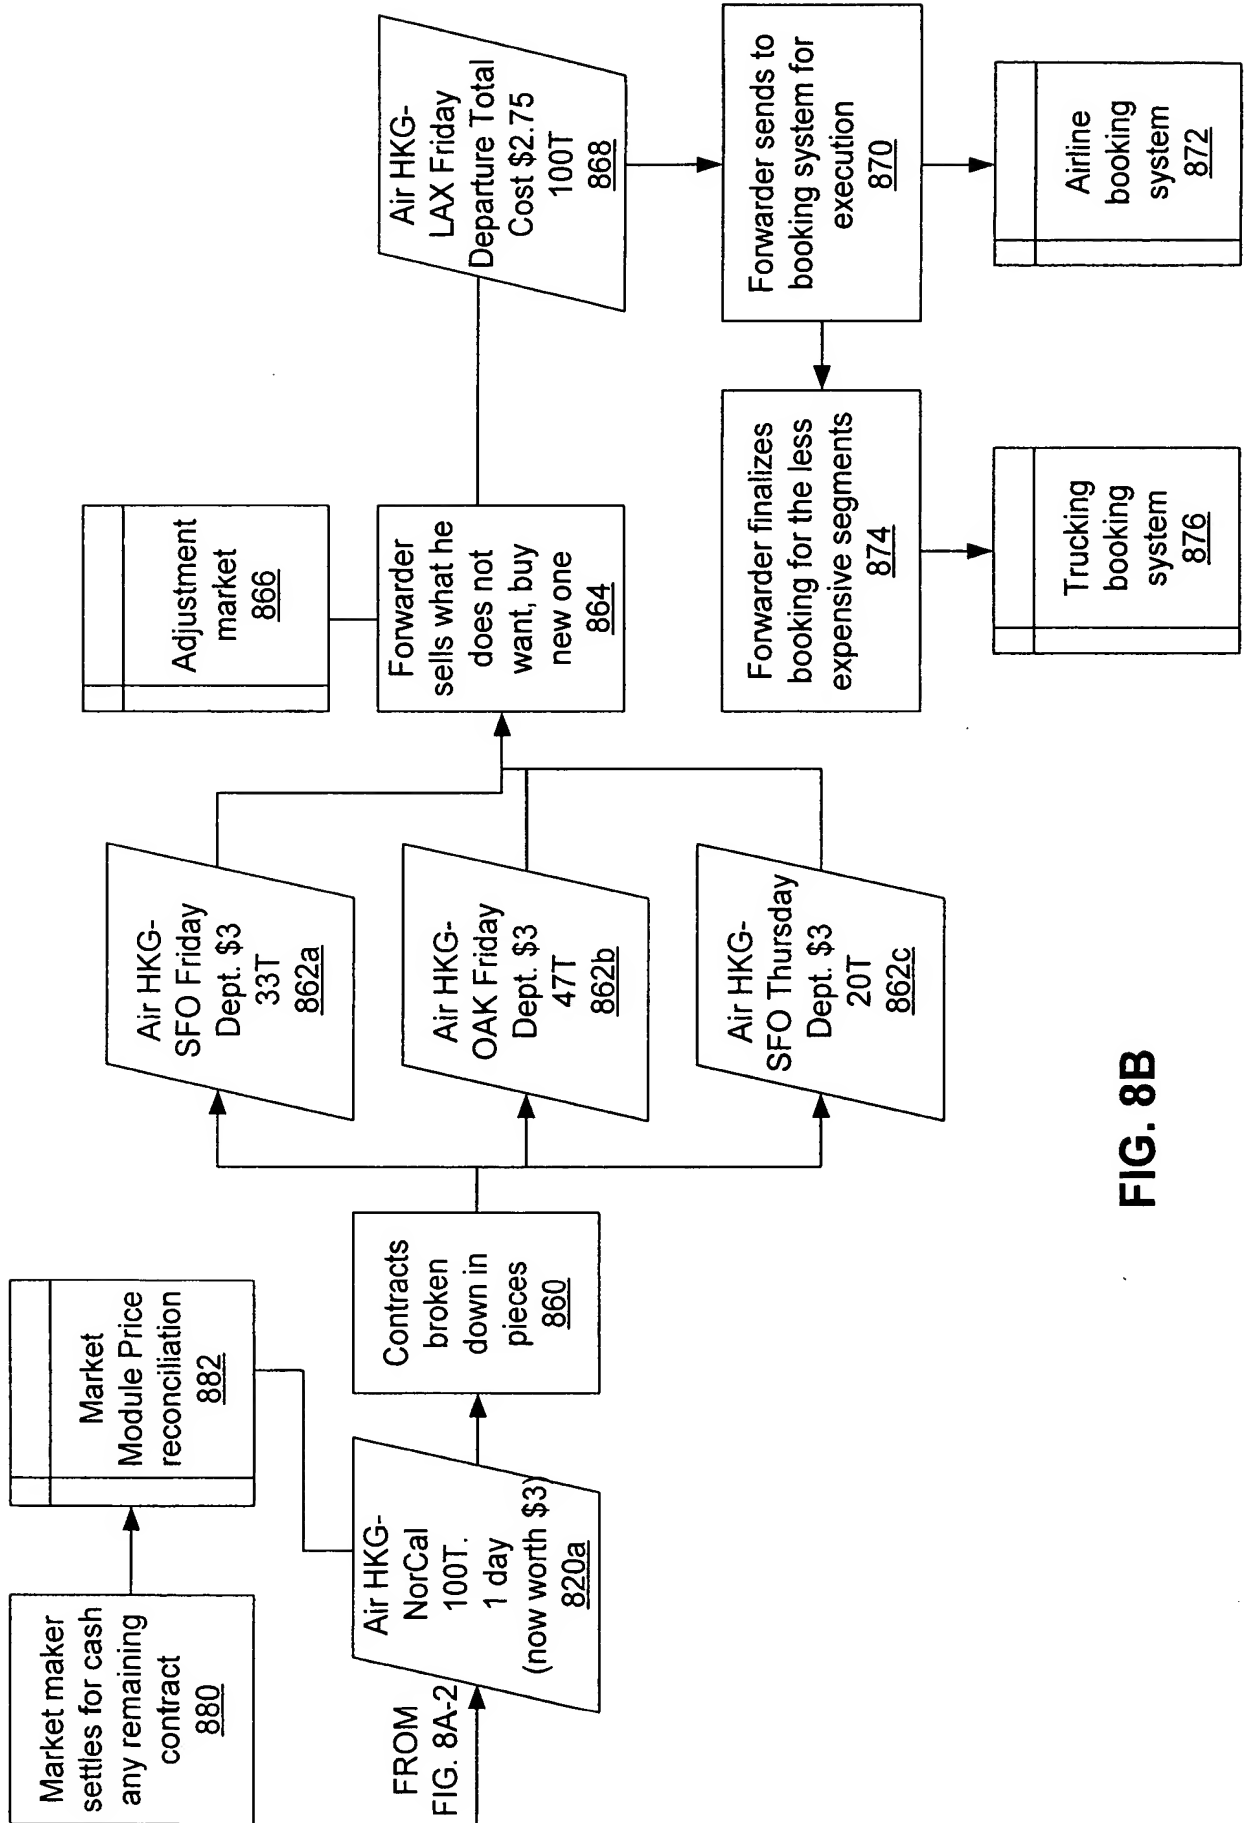 Market maker
settles for cash
any remaining
contract
880
Market
Module Price
reconciliation
882
FROM
FIG. 8A-2
Air HKG-
NorCal
100T.
1 day
(now worth $3)
820a
Contracts
broken
down in
pieces
860
Air HKG-
SFO Friday
Dept. $3
33T
862a
Air HKG-
OAK Friday
Dept. $3
47T
862b
Air HKG-
SFO Thursday
Dept. $3
20T
862c
Adjustment
market
866
Forwarder
sells what he
does not
want, buy
new one
864
Air HKG-
LAX Friday
Departure Total
Cost $2.75
100T
868
Forwarder sends to
booking system for
execution
870
Airline
booking
system
872
Forwarder finalizes
booking for the less
expensive segments
874
Trucking
booking
system
876
FIG. 8B